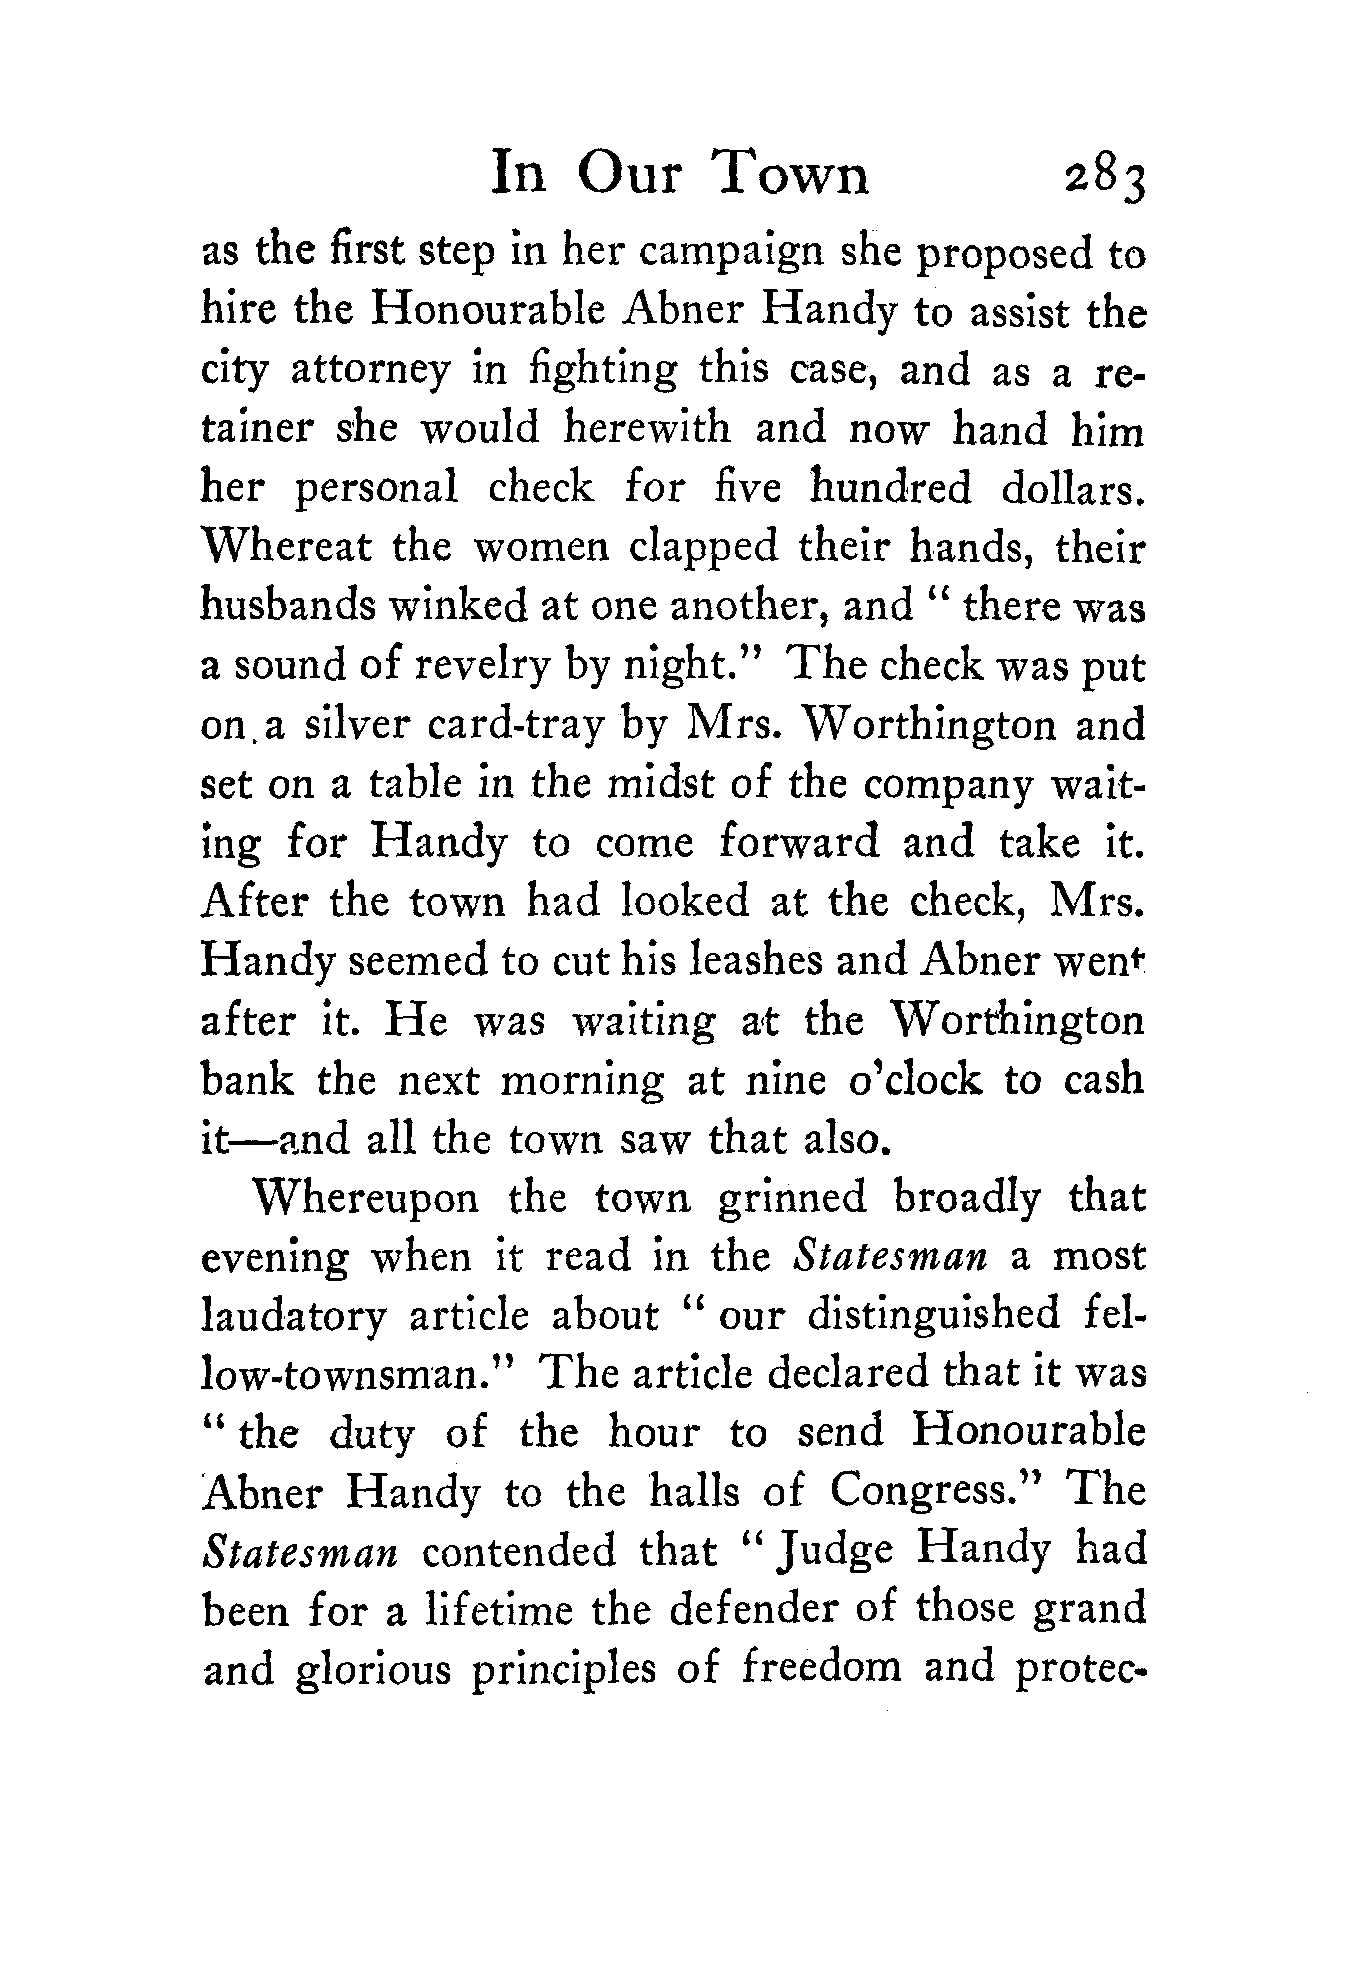 In Our Town 283
as the first step in her campaign she proposed to
hire the Honourable Abner Handy to assist the
city attorney in fighting this case, and as a re-
tainer she would herewith and now hand him
her personal check for five hundred dollars.
Whereat the women clapped their hands, their
husbands winked at one another, and “ there was
a sound of revelry by night.” The check was put
on a silver card-tray by Mrs. Worthington and
set on a table in the midst of the company wait-
ing for Handy to come forward and take it.
After the town had looked at the check, Mrs.
Handy seemed to cut his leashes and Abner went
after it. He was waiting at the Worthington
bank the next morning at nine o’clock to cash
it—and all the town saw that also.
Whereupon the town grinned broadly that
evening when it read in the Statesman a most
laudatory article about “ our distinguished fel-
low-townsman.” The article declared that it was
“ the duty of the hour to send Honourable
Abner Handy to the halls of Congress.” The
Statesman contended that “ Judge Handy had
been for a lifetime the defender of those grand
and glorious principles of freedom and protec-